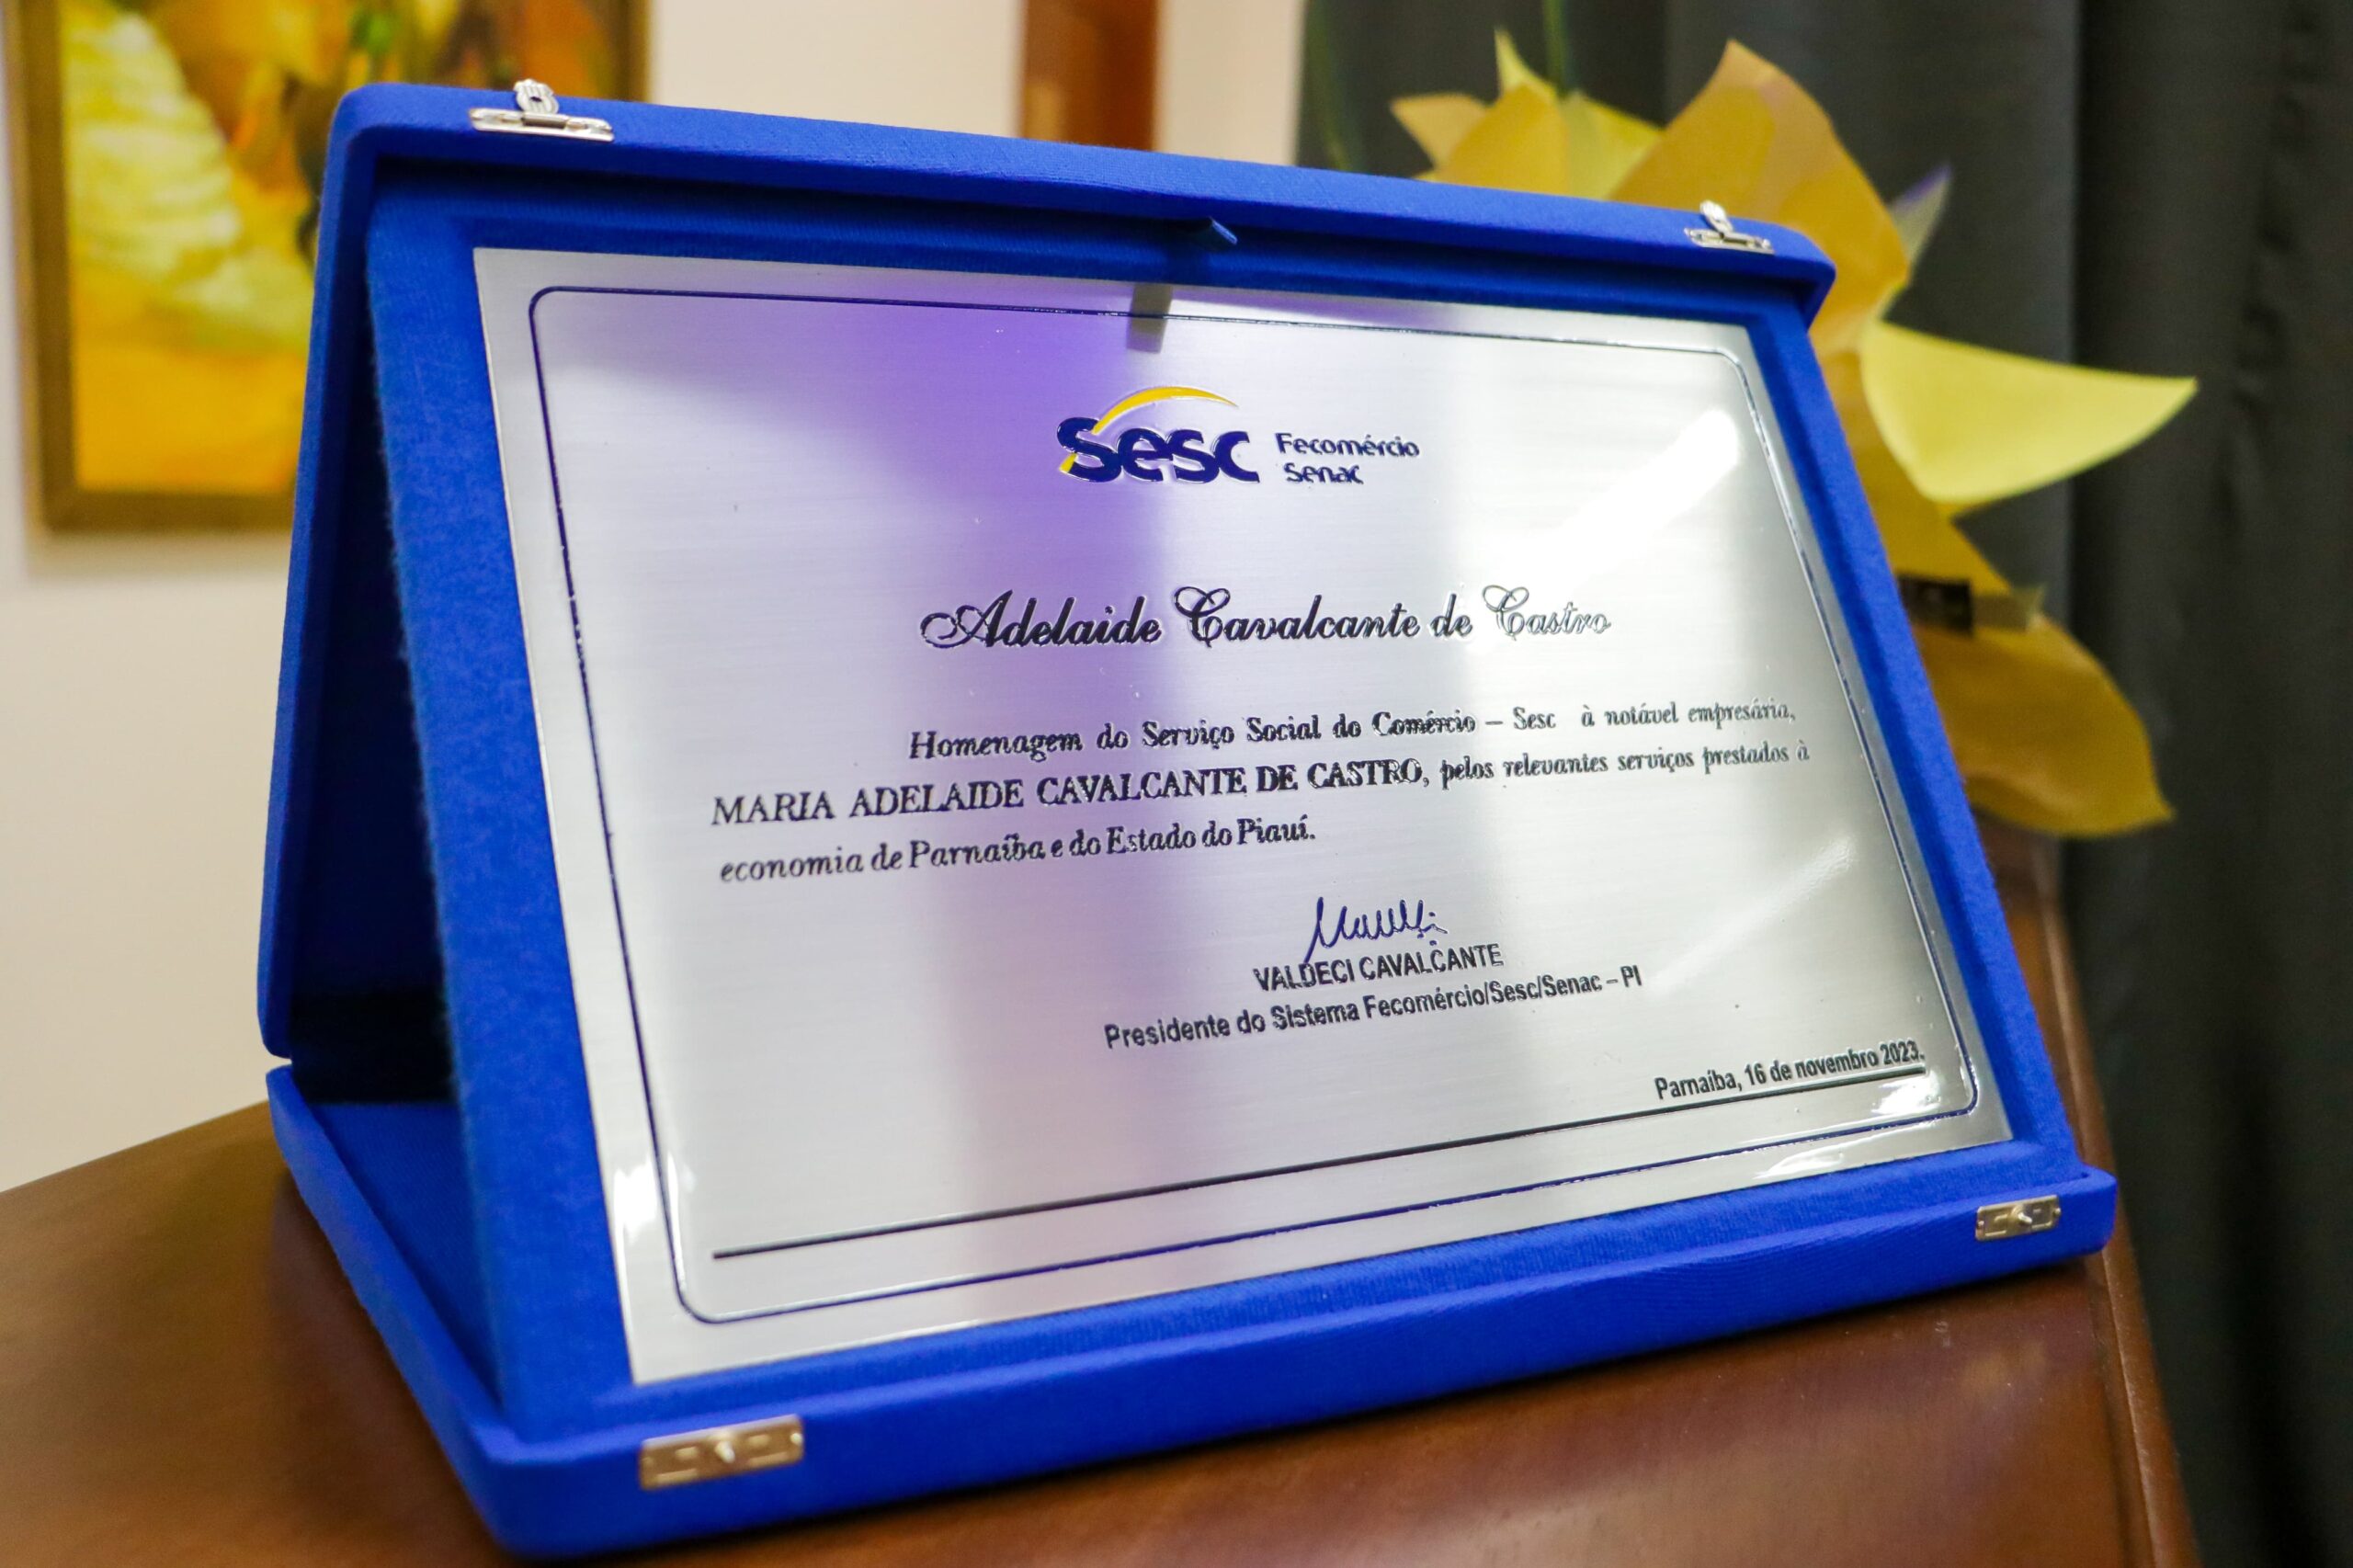 Sesc Fecomércio
Senac
Adelaide Cavalcante de Castro
Homenagem do Serviço Social do Comércio – Sesc à notável empresária,
MARIA ADELAIDE CAVALCANTE DE CASTRO, pelos relevantes serviços prestados à
economia de Parnaíba e do Estado do Piauí.
VALDECI CAVALCANTE
Presidente do Sistema Fecomércio/Sesc/Senac – PI
Parnaíba, 16 de novembro 2023.